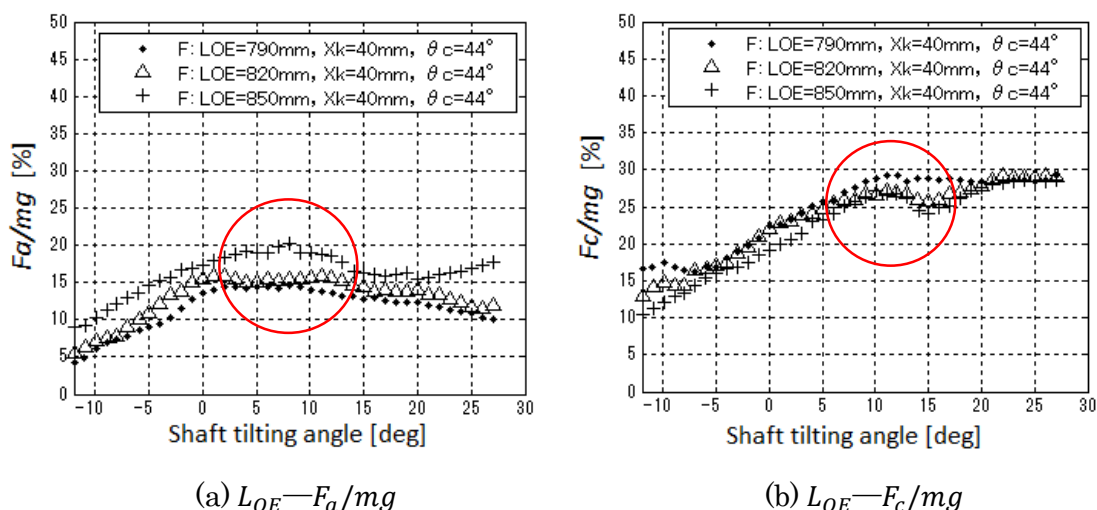 50
45
40
35
30
25
20
15
10
5
0
Fa/mg [%]
F: LOE=790mm, Xk=40mm, θc=44°
F: LOE=820mm, Xk=40mm, θc=44°
F: LOE=850mm, Xk=40mm, θc=44°
-10 -5 0 5 10 15 20 25 30
Shaft tilting angle [deg]
(a) L_OE—F_a/mg
50
45
40
35
30
25
20
15
10
5
0
Fc/mg [%]
F: LOE=790mm, Xk=40mm, θc=44°
F: LOE=820mm, Xk=40mm, θc=44°
F: LOE=850mm, Xk=40mm, θc=44°
-10 -5 0 5 10 15 20 25 30
Shaft tilting angle [deg]
(b) L_OE—F_c/mg